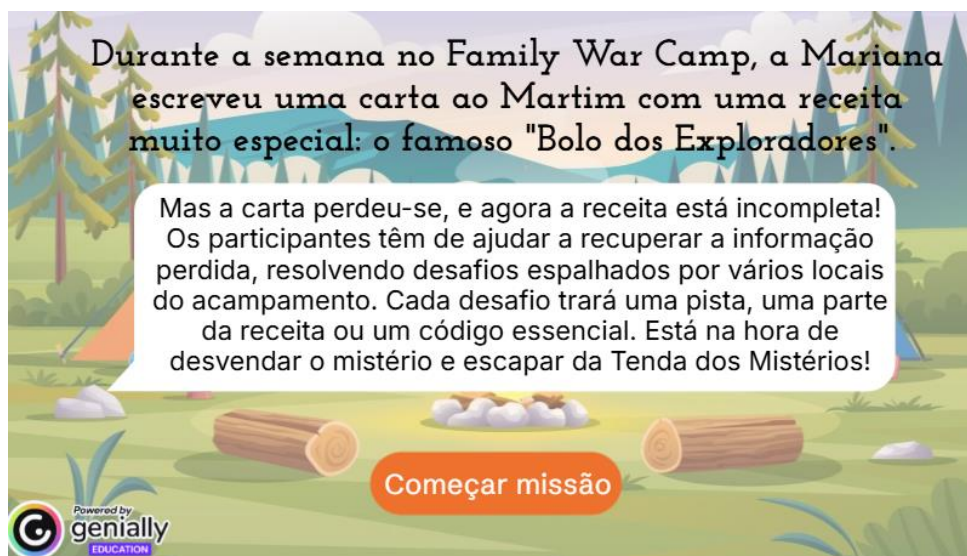 Durante a semana no Family War Camp, a Mariana
escreveu uma carta ao Martim com uma receita
muito especial: o famoso "Bolo dos Exploradores".
Mas a carta perdeu-se, e agora a receita está incompleta!
Os participantes têm de ajudar a recuperar a informação
perdida, resolvendo desafios espalhados por vários locais
do acampamento. Cada desafio trará uma pista, uma parte
da receita ou um código essencial. Está na hora de
desvendar o mistério e escapar da Tenda dos Mistérios!
Começar missão
Powered by
genially
EDUCATION